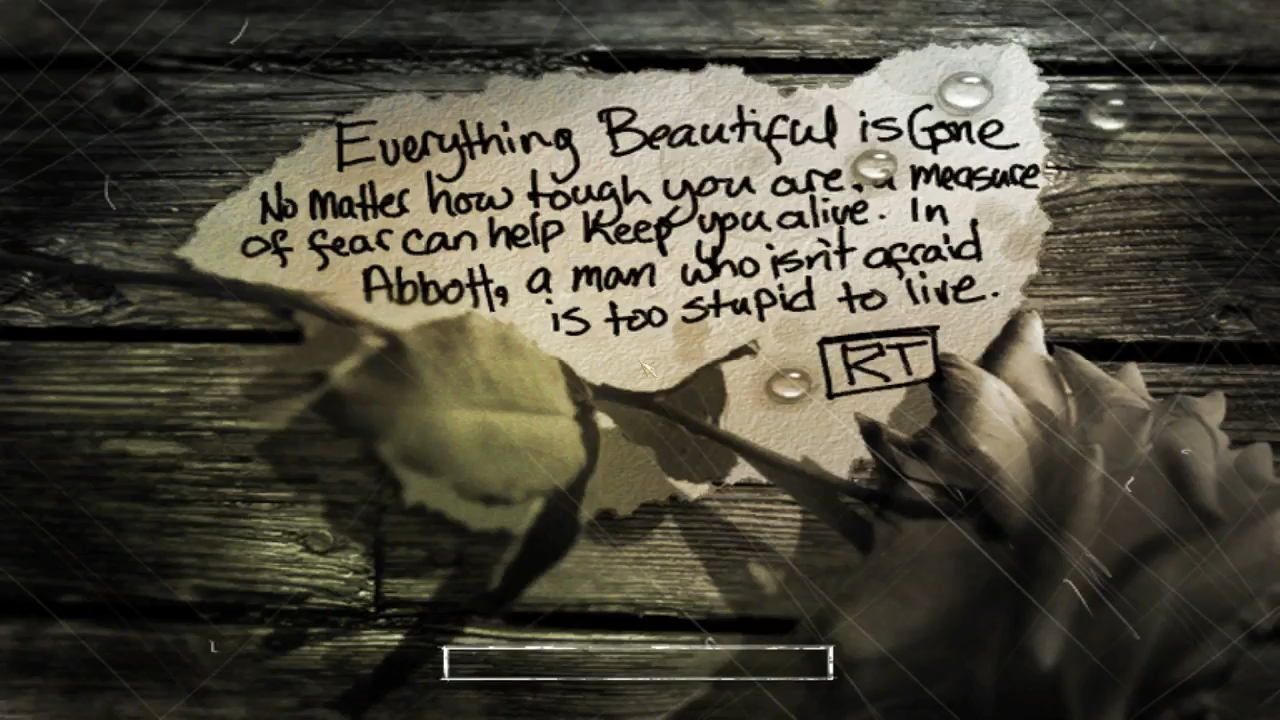 Everything Beautiful is Gone
No matter how tough you are, a measure
of fear can help keep you alive. In
Abbott, a man who isn't afraid
is too stupid to live.
RT